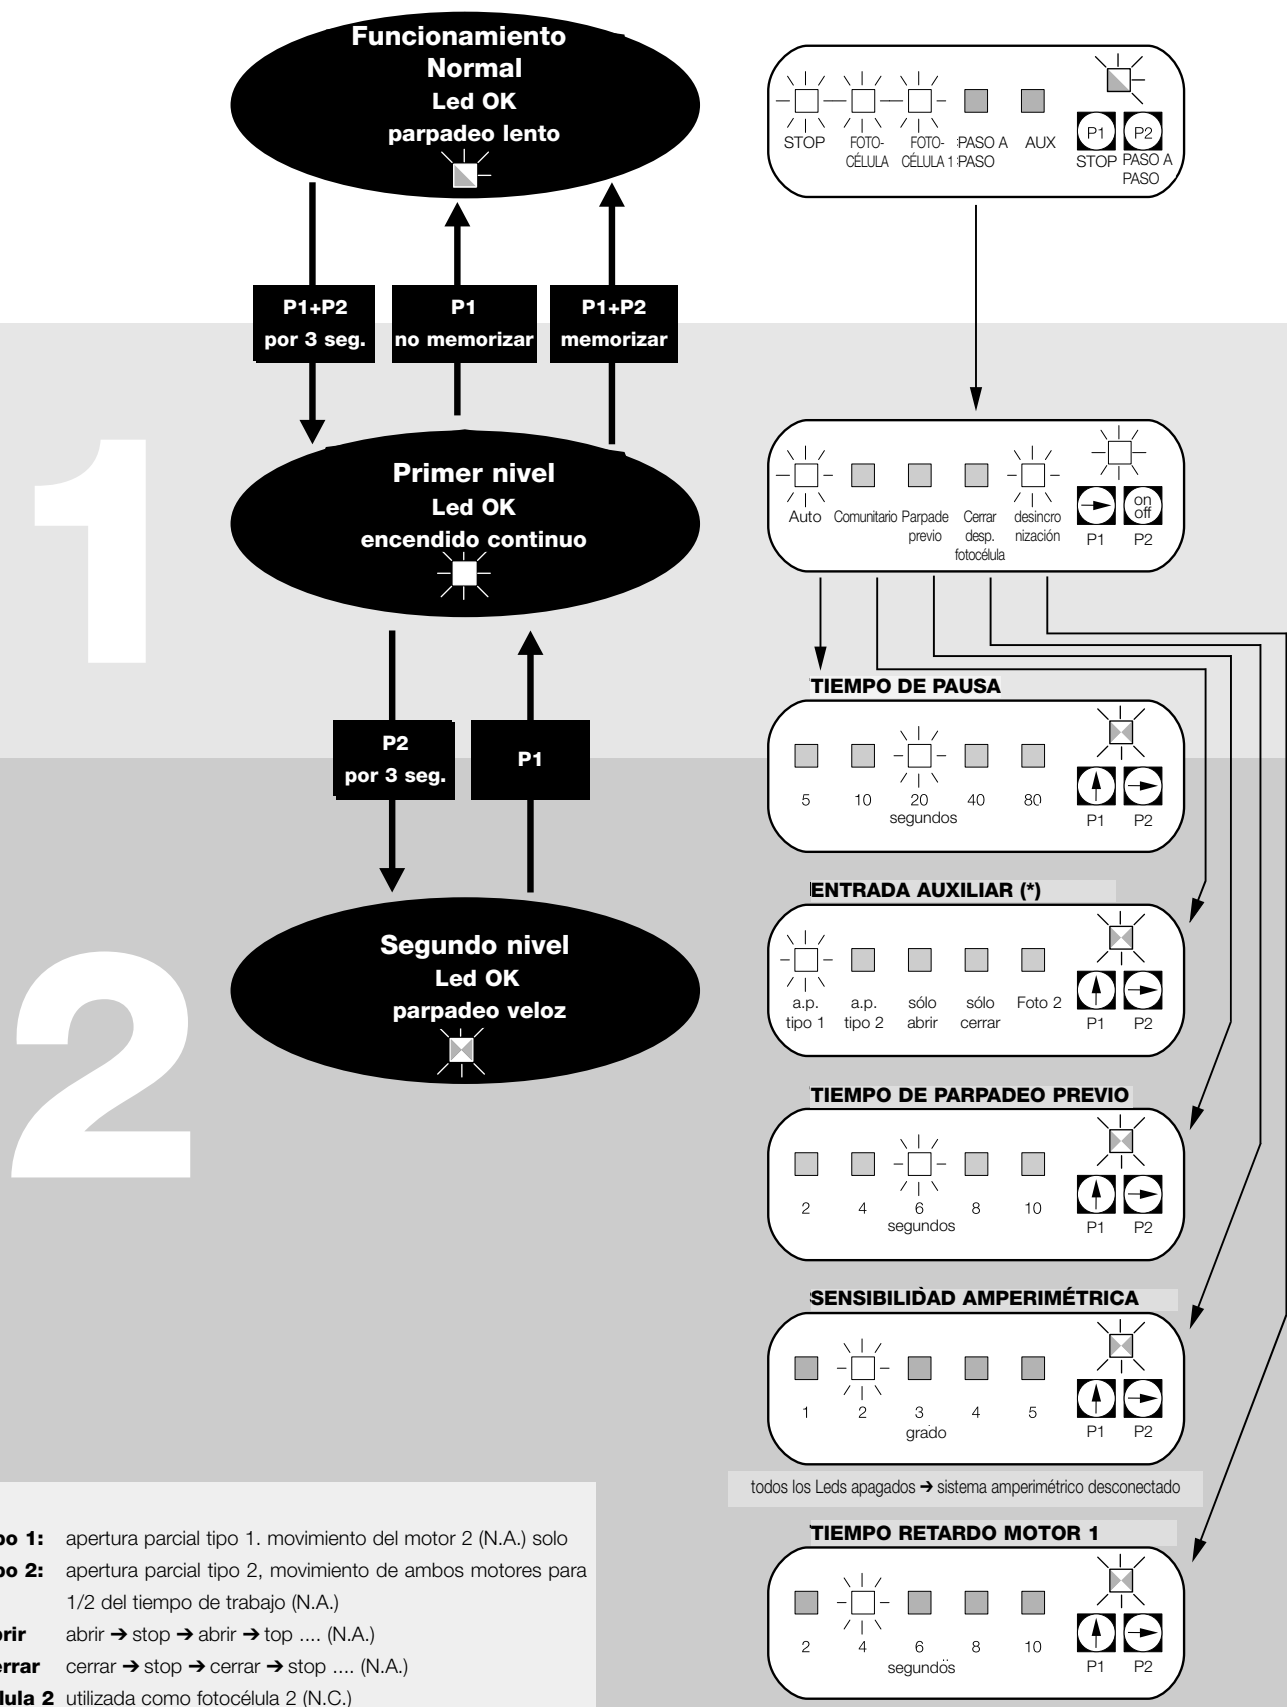 Funcionamiento
Normal
Led OK
parpadeo lento
STOP
FOTO-
CÉLULA
FOTO-
CÉLULA 1
PASO A
PASO
AUX
P1
P2
STOP
PASO A
PASO
P1+P2
por 3 seg.
P1
no memorizar
P1+P2
memorizar
1
Primer nivel
Led OK
encendido continuo
Auto
Comunitario
Parpade
previo
Cerrar
desp.
fotocélula
desincro
nización
on
off
P1
P2
P2
por 3 seg.
P1
TIEMPO DE PAUSA
5
10
20
40
80
segundos
P1
P2
2
Segundo nivel
Led OK
parpadeo veloz
ENTRADA AUXILIAR (*)
a.p.
tipo 1
a.p.
tipo 2
sólo
abrir
sólo
cerrar
Foto 2
P1
P2
TIEMPO DE PARPADEO PREVIO
2
4
6
8
10
segundos
P1
P2
SENSIBILIDAD AMPERIMÉTRICA
1
2
3
4
5
grado
P1
P2
todos los Leds apagados ➔ sistema amperimétrico desconectado
TIEMPO RETARDO MOTOR 1
2
4
6
8
10
segundos
P1
P2
po 1: apertura parcial tipo 1. movimiento del motor 2 (N.A.) solo
po 2: apertura parcial tipo 2, movimiento de ambos motores para
1/2 del tiempo de trabajo (N.A.)
rir abrir ➔ stop ➔ abrir ➔ top .... (N.A.)
errar cerrar ➔ stop ➔ cerrar ➔ stop .... (N.A.)
lula 2 utilizada como fotocélula 2 (N.C.)